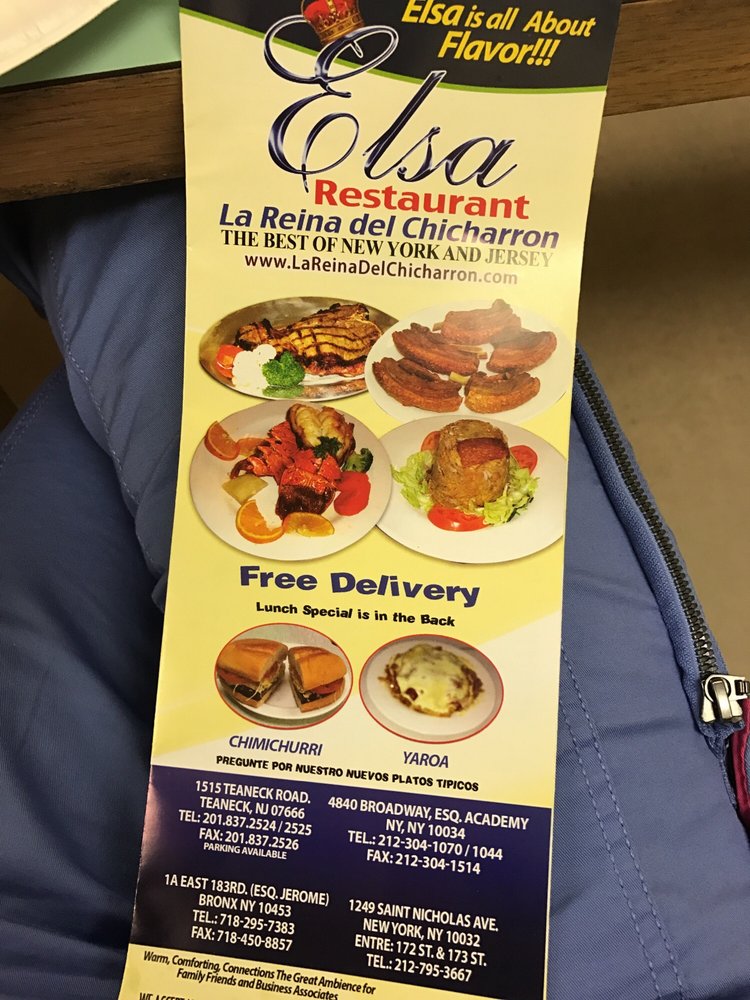 Elsa is all About
Flavor!!!
Elsa
Restaurant
La Reina del Chicharron
THE BEST OF NEW YORK AND JERSEY
www.LaReinaDelChicharron.com
Free Delivery
Lunch Special is in the Back
CHIMICHURRI
YAROA
PREGUNTE POR NUESTRO NUEVOS PLATOS TIPICOS
1515 TEANECK ROAD.
TEANECK, NJ 07666
TEL: 201.837.2524 / 2525
FAX: 201.837.2526
PARKING AVAILABLE
4840 BROADWAY, ESQ. ACADEMY
NY, NY 10034
TEL.: 212-304-1070 / 1044
FAX: 212-304-1514
1A EAST 183RD. (ESQ. JEROME)
BRONX NY 10453
TEL.: 718-295-7383
FAX: 718-450-8857
1249 SAINT NICHOLAS AVE.
NEW YORK, NY 10032
ENTRE: 172 ST. & 173 ST.
TEL.: 212-795-3667
Warm, Comforting, Connections The Great Ambience for
Family Friends and Business Associates
WE ACCEPT